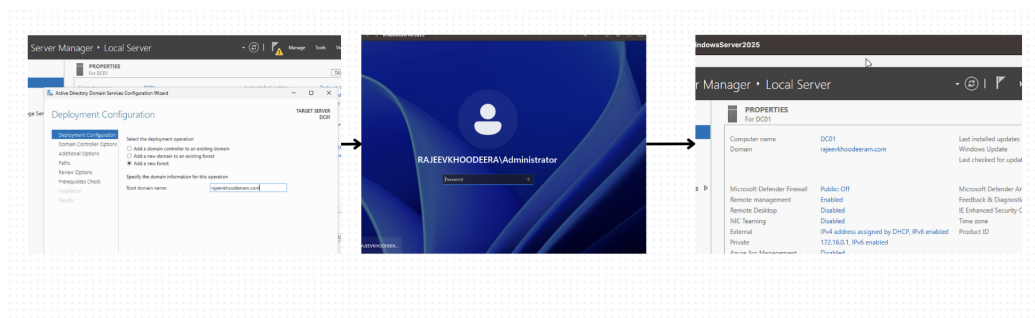 Server Manager • Local Server
Manage Tools
PROPERTIES
For DC01
Active Directory Domain Services Configuration Wizard
Deployment Configuration
TARGET SERVER
DC01
Deployment Configuration
Domain Controller Options
Additional Options
Paths
Review Options
Prerequisites Check
Installation
Results
Select the deployment operation
Add a domain controller to an existing domain
Add a new domain to an existing forest
Add a new forest
Specify the domain information for this operation
Root domain name: rajeevkhoodeera.com
RAJEEVKHOODEERA\Administrator
Password
AJEEVKHOODEER...
indowsServer2025
r Manager • Local Server
PROPERTIES
For DC01
Computer name DC01 Last installed updates
Domain rajeevkhoodeeram.com Windows Update
Last checked for updat
Microsoft Defender Firewall Public: Off Microsoft Defender An
Remote management Enabled Feedback & Diagnostic
Remote Desktop Disabled IE Enhanced Security C
NIC Teaming Disabled Time zone
External IPv4 address assigned by DHCP, IPv6 enabled Product ID
Private 172.16.0.1, IPv6 enabled
Azure Arc Management Disabled